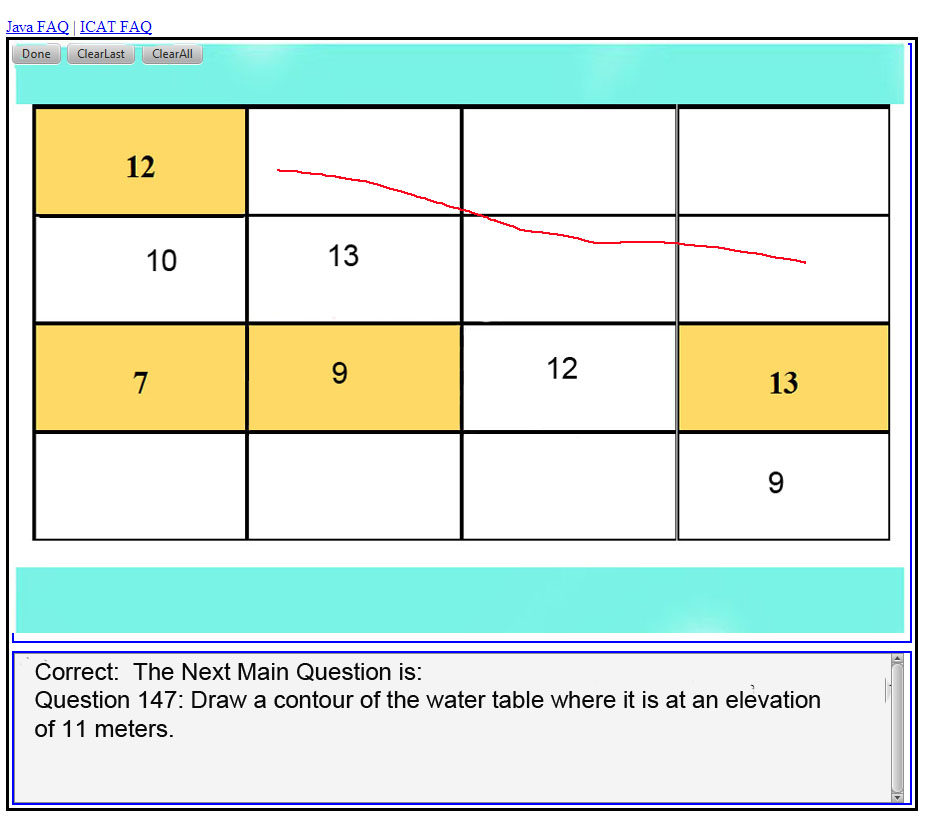 Java FAQ | ICAT FAQ
Done ClearLast ClearAll
12
10 13
7 9 12 13
9
Correct: The Next Main Question is:
Question 147: Draw a contour of the water table where it is at an elevation
of 11 meters.